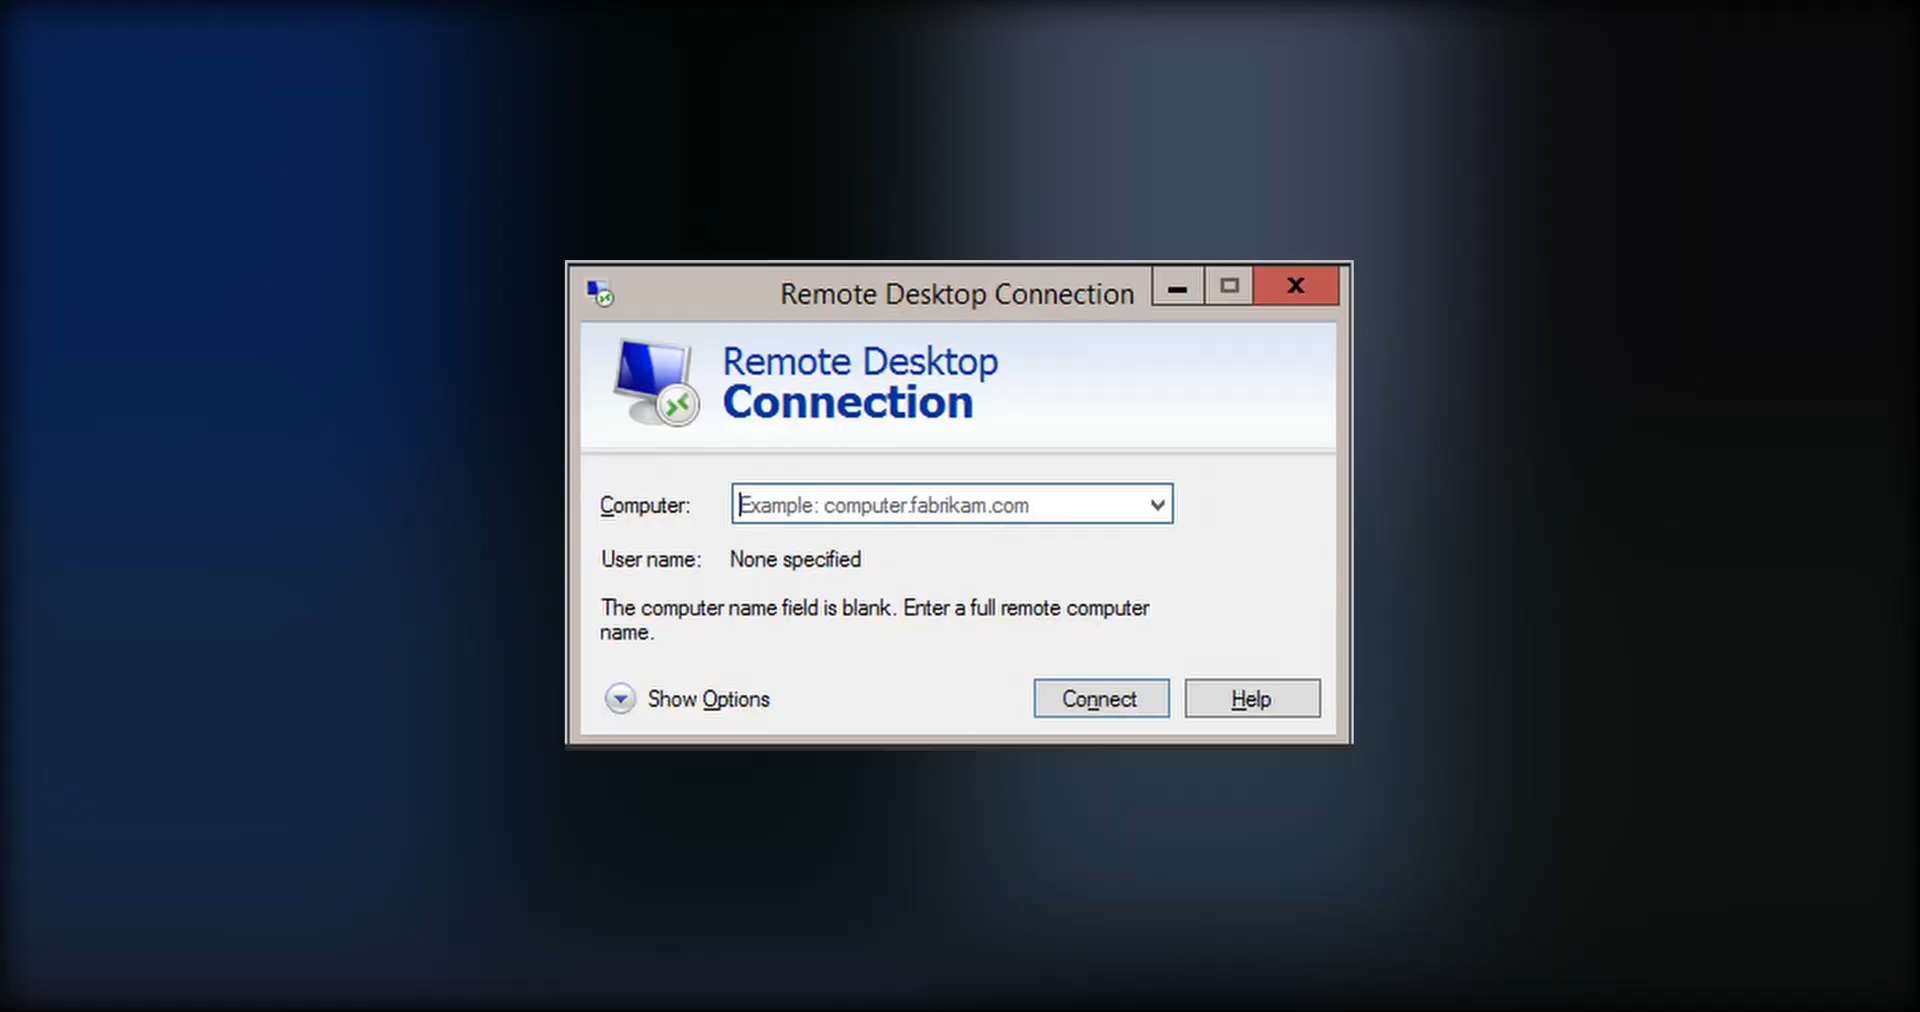 Remote Desktop Connection
X
Remote Desktop
Connection
Computer: Example: computer.fabrikam.com
User name: None specified
The computer name field is blank. Enter a full remote computer
name.
Show Options Connect Help